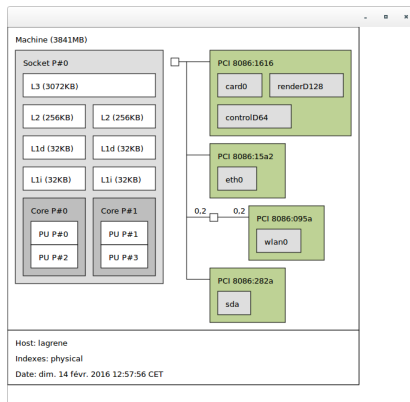 Machine (3841MB)
Socket P#0
L3 (3072KB)
L2 (256KB) L2 (256KB)
L1d (32KB) L1d (32KB)
L1i (32KB) L1i (32KB)
Core P#0 Core P#1
PU P#0 PU P#1
PU P#2 PU P#3
PCI 8086:1616
card0 renderD128
controlD64
PCI 8086:15a2
eth0
0,2 0,2
PCI 8086:095a
wlan0
PCI 8086:282a
sda
Host: lagrene
Indexes: physical
Date: dim. 14 févr. 2016 12:57:56 CET